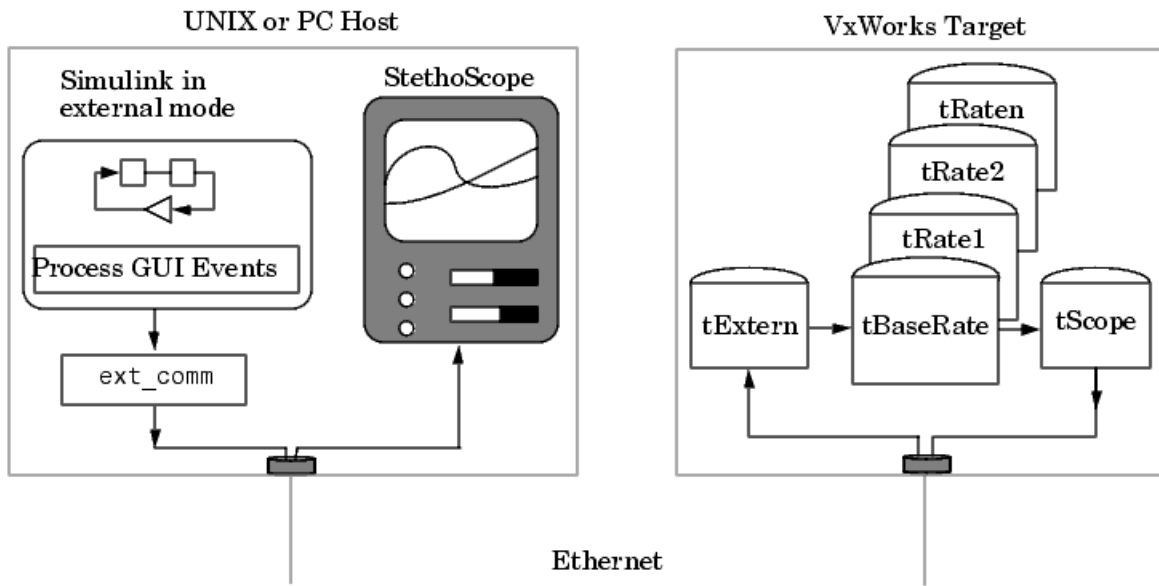 UNIX or PC Host
Simulink in
external mode
StethoScope
Process GUI Events
ext_comm
VxWorks Target
tRaten
tRate2
tRate1
tExtern
tBaseRate
tScope
Ethernet